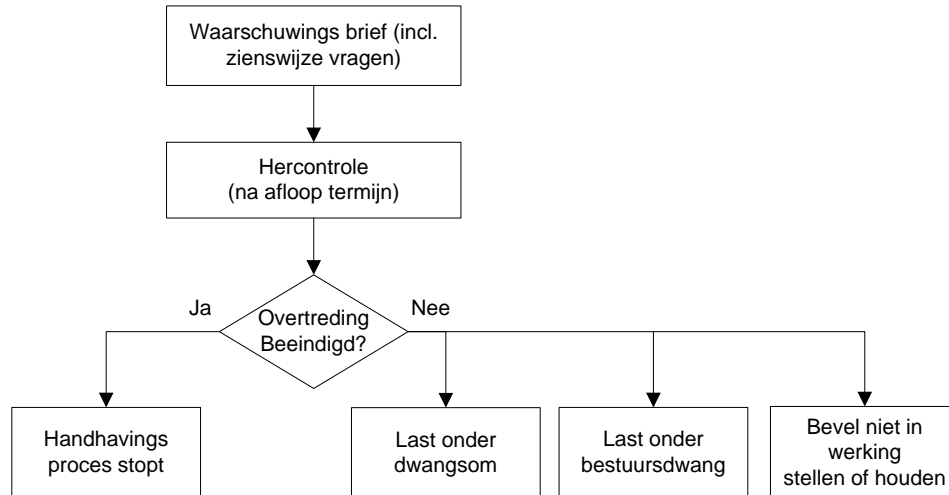 Waarschuwings brief (incl.
zienswijze vragen)
Hercontrole
(na afloop termijn)
Ja
Nee
Overtreding
Beeindigd?
Handhavings
proces stopt
Last onder
dwangsom
Last onder
bestuursdwang
Bevel niet in
werking
stellen of houden